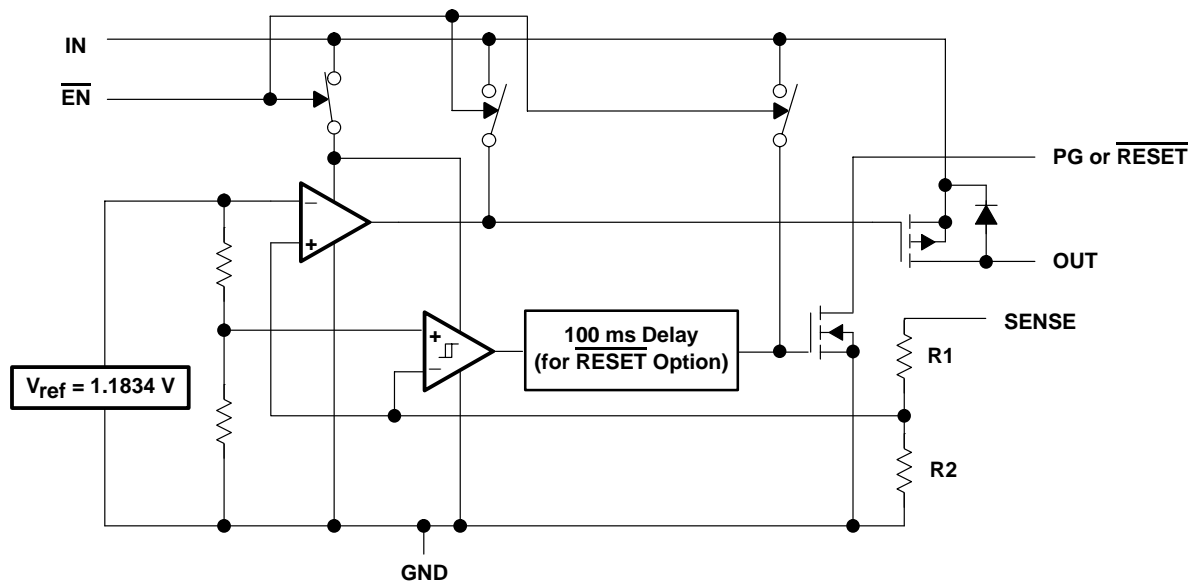 IN
EN
PG or RESET
−
+
OUT
SENSE
+
−
100 ms Delay
(for RESET Option)
R1
Vref = 1.1834 V
R2
GND